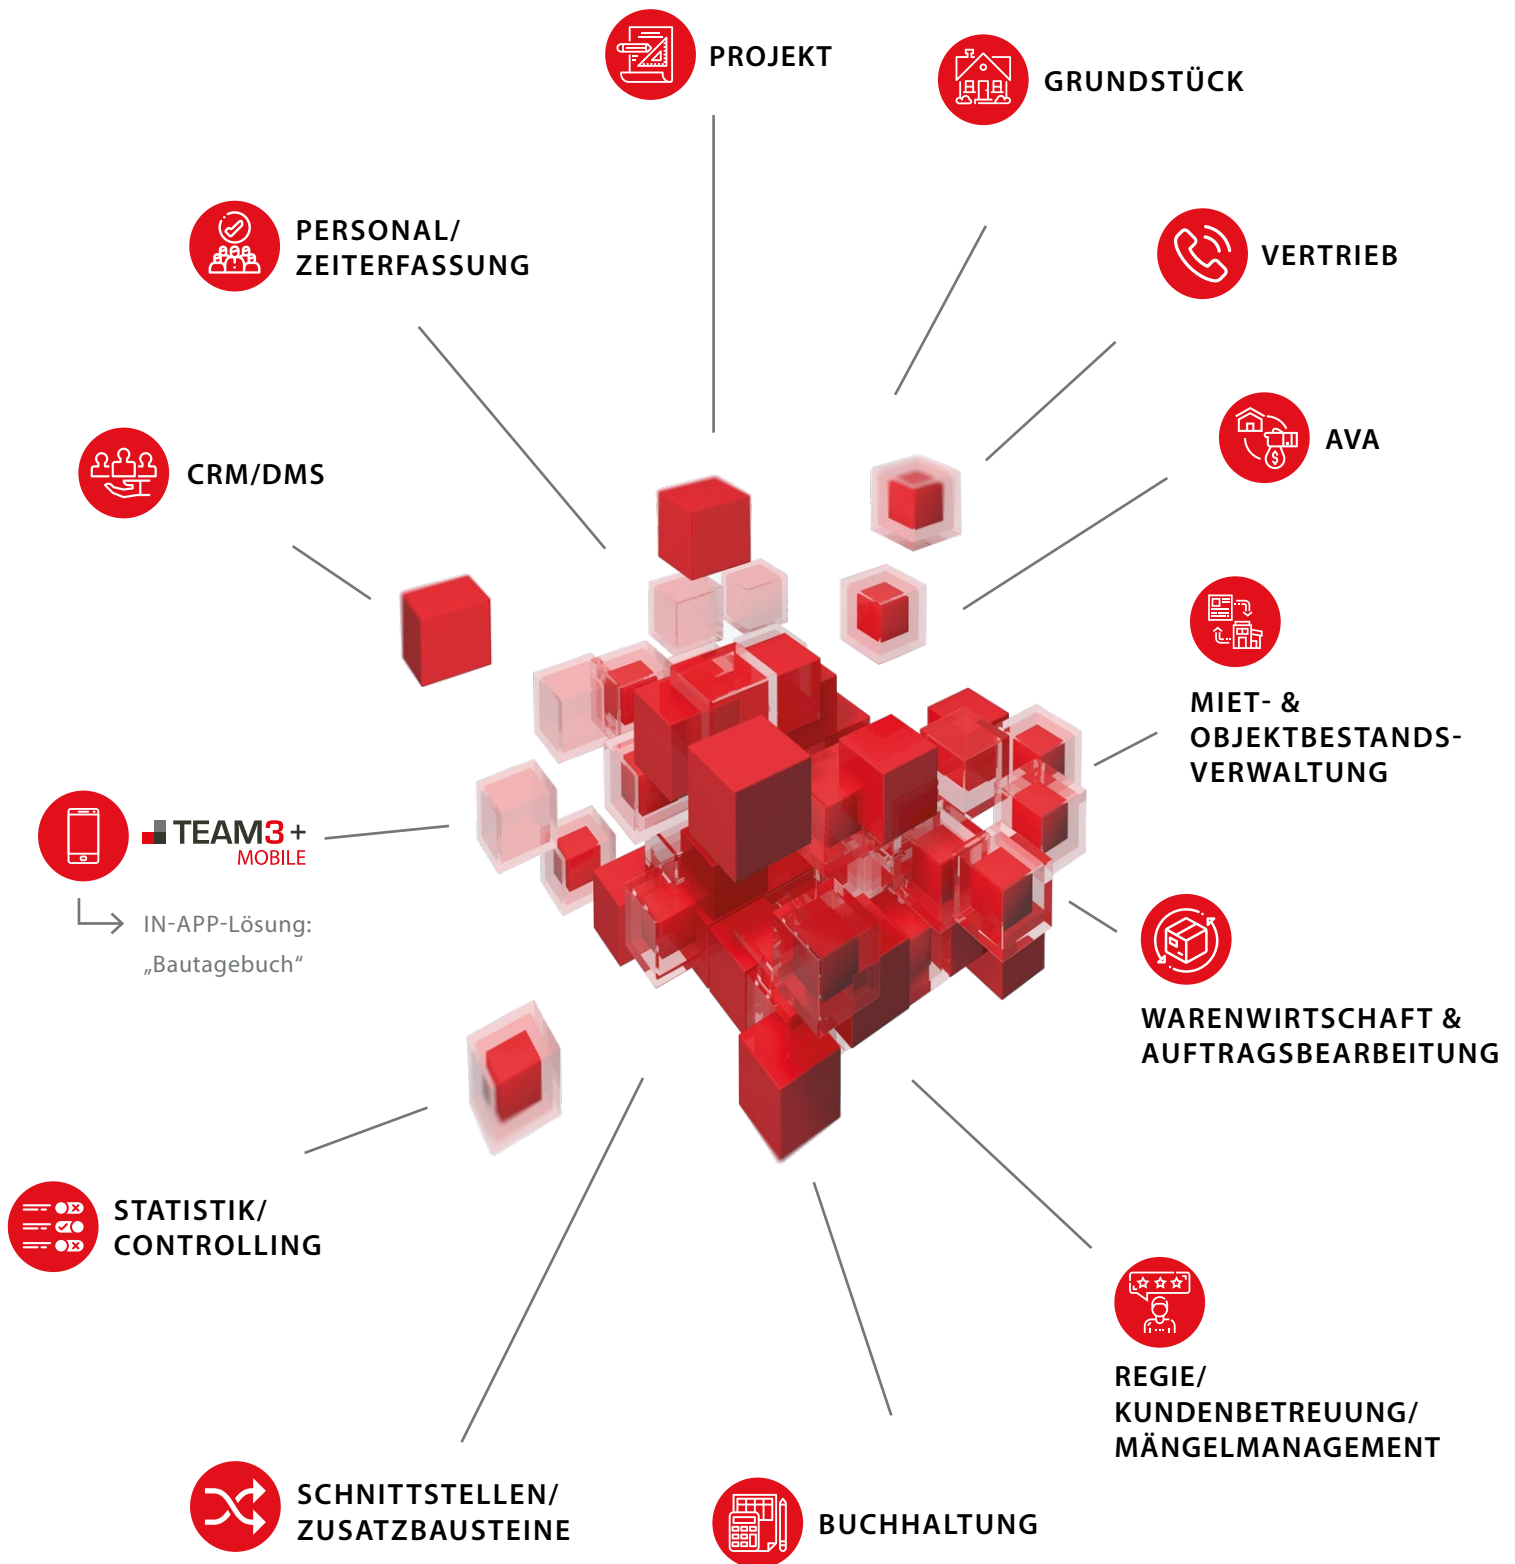 PROJEKT
GRUNDSTÜCK
PERSONAL/
ZEITERFASSUNG
VERTRIEB
AVA
CRM/DMS
MIET- &
OBJEKTBESTANDS-
VERWALTUNG
TEAM3+
MOBILE
IN-APP-Lösung:
„Bautagebuch“
WARENWIRTSCHAFT &
AUFTRAGSBEARBEITUNG
STATISTIK/
CONTROLLING
REGIE/
KUNDENBETREUUNG/
MÄNGELMANAGEMENT
SCHNITTSTELLEN/
ZUSATZBAUSTEINE
BUCHHALTUNG